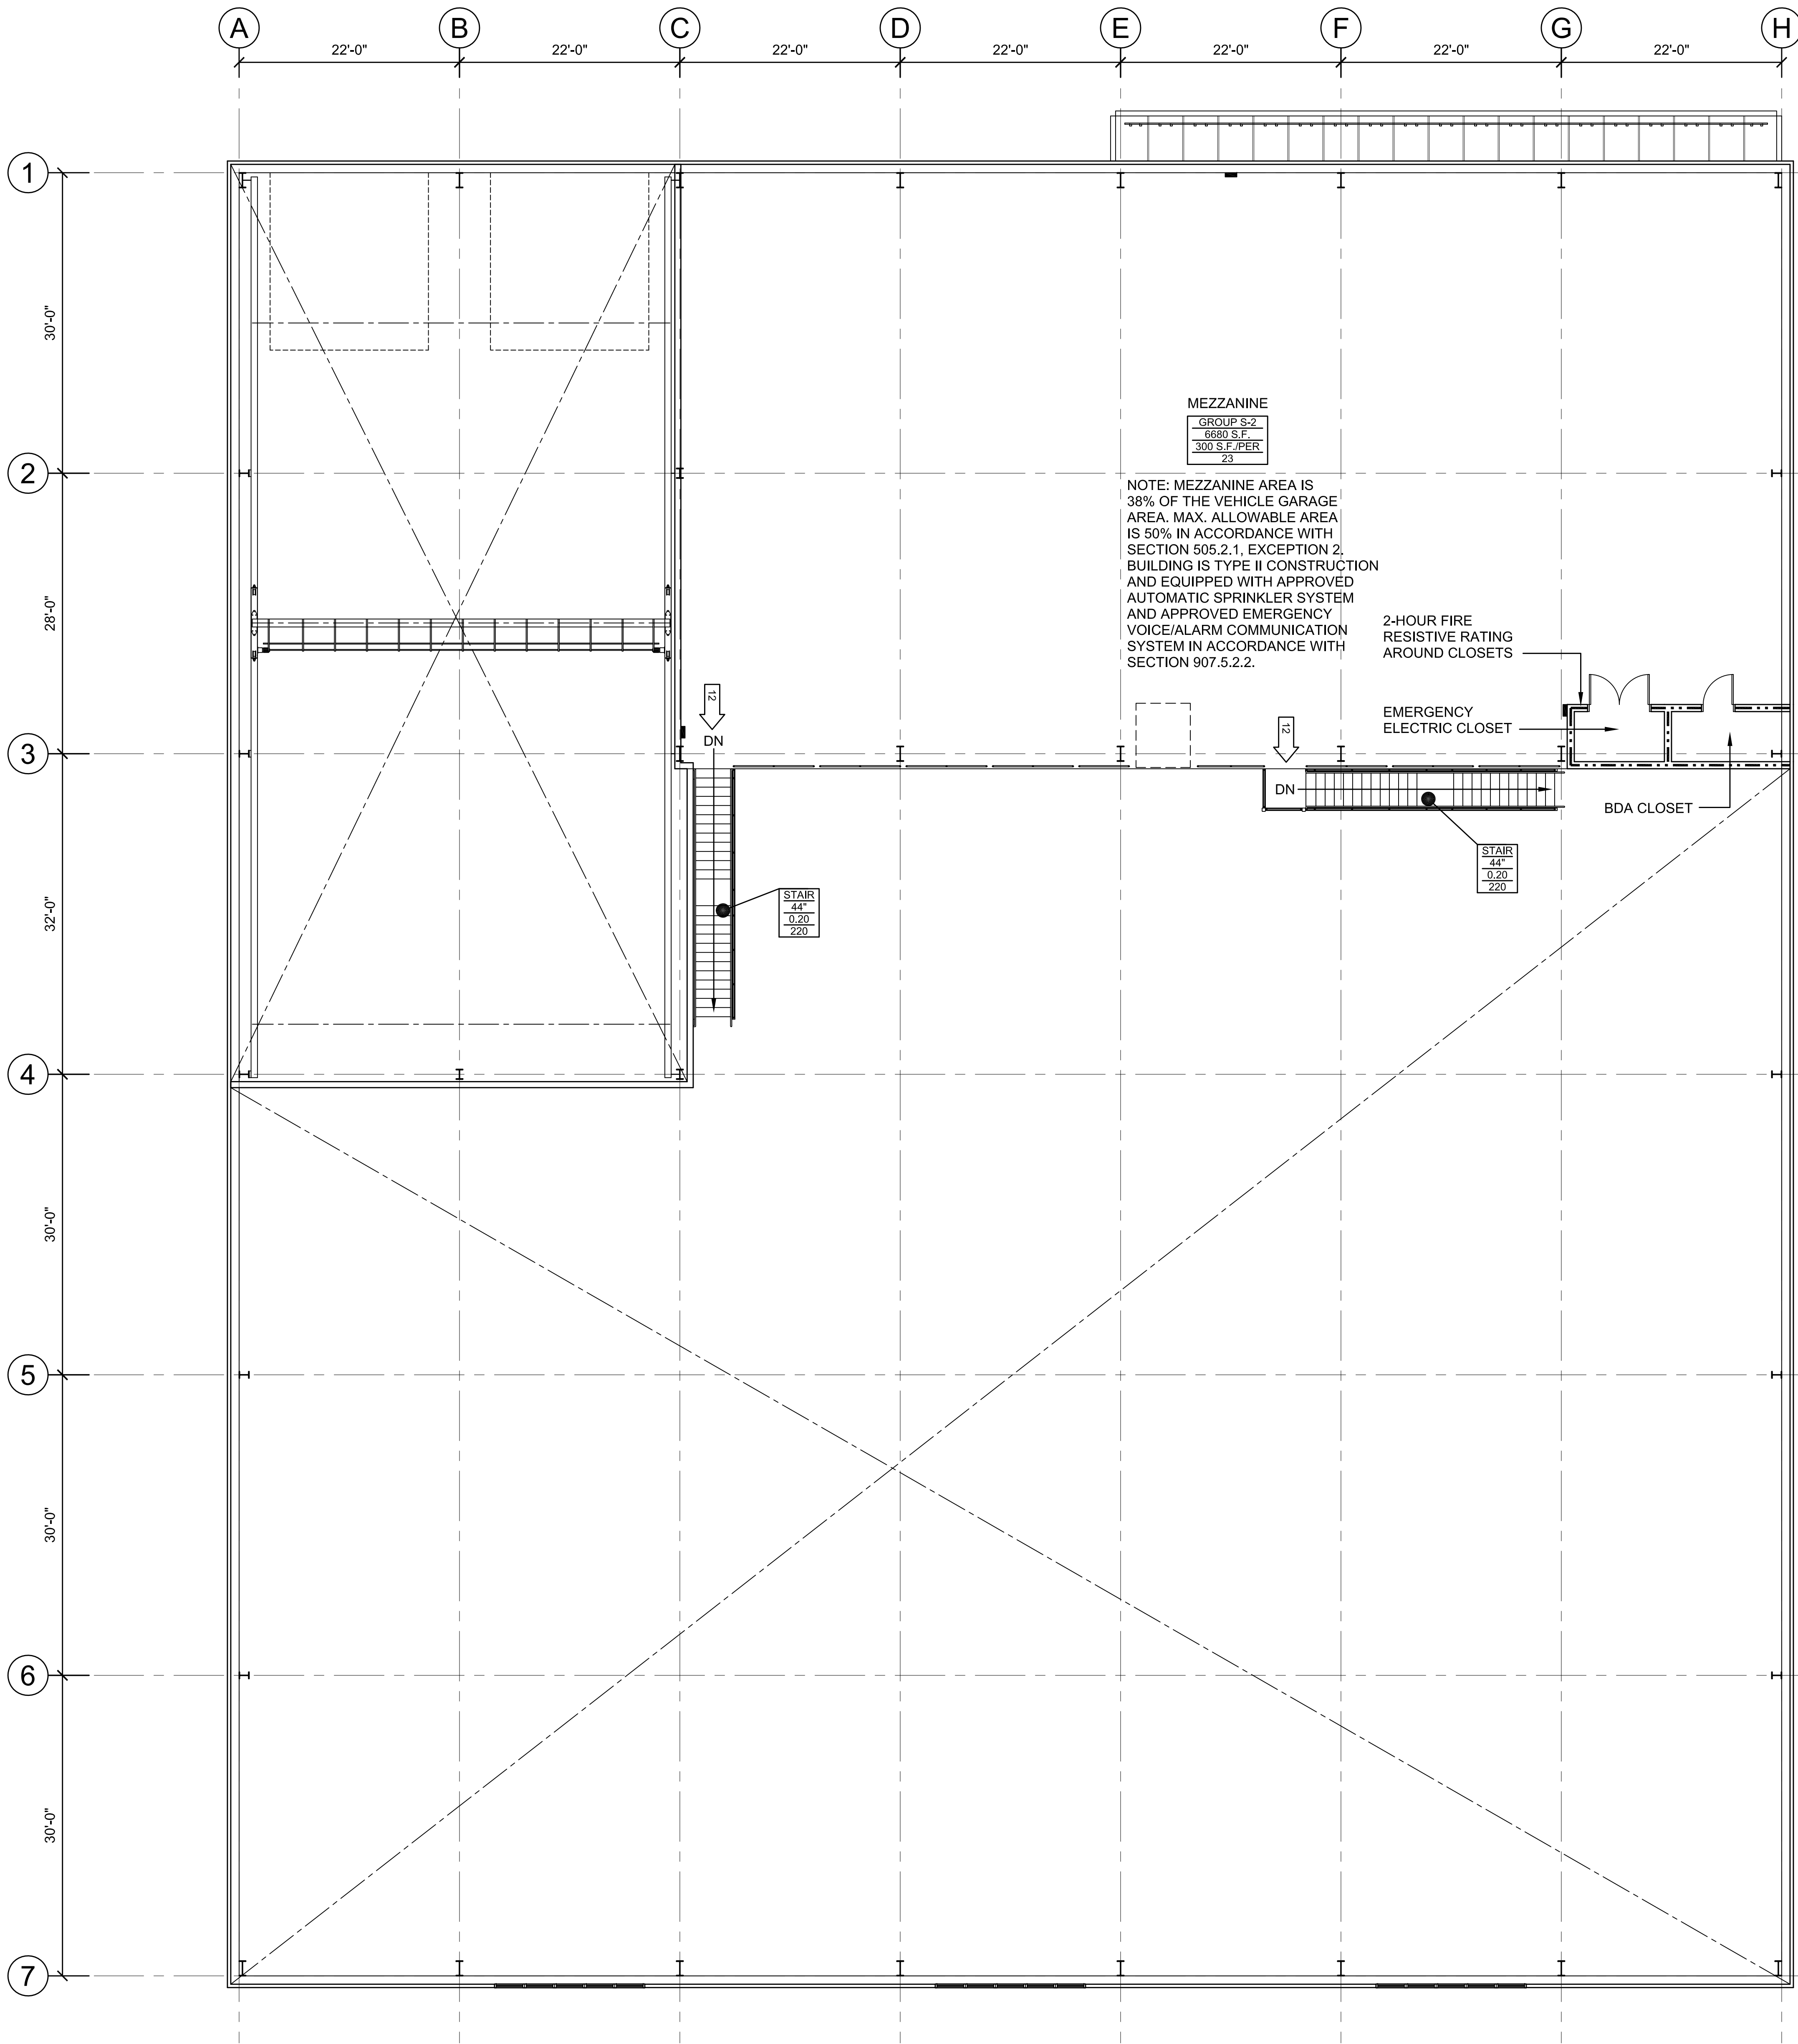 A
B
C
D
E
F
G
H
22'-0"
22'-0"
22'-0"
22'-0"
22'-0"
22'-0"
22'-0"
1
30'-0"
MEZZANINE
GROUP S-2
6680 S.F.
300 S.F./PER
23
2
NOTE: MEZZANINE AREA IS
38% OF THE VEHICLE GARAGE
AREA. MAX. ALLOWABLE AREA
IS 50% IN ACCORDANCE WITH
SECTION 505.2.1, EXCEPTION 2.
BUILDING IS TYPE II CONSTRUCTION
AND EQUIPPED WITH APPROVED
AUTOMATIC SPRINKLER SYSTEM
AND APPROVED EMERGENCY
VOICE/ALARM COMMUNICATION
SYSTEM IN ACCORDANCE WITH
SECTION 907.5.2.2.
28'-0"
2-HOUR FIRE
RESISTIVE RATING
AROUND CLOSETS
12
DN
EMERGENCY
ELECTRIC CLOSET
12
3
DN
BDA CLOSET
STAIR
44"
0.20
220
STAIR
44"
0.20
220
32'-0"
4
30'-0"
5
30'-0"
6
30'-0"
7